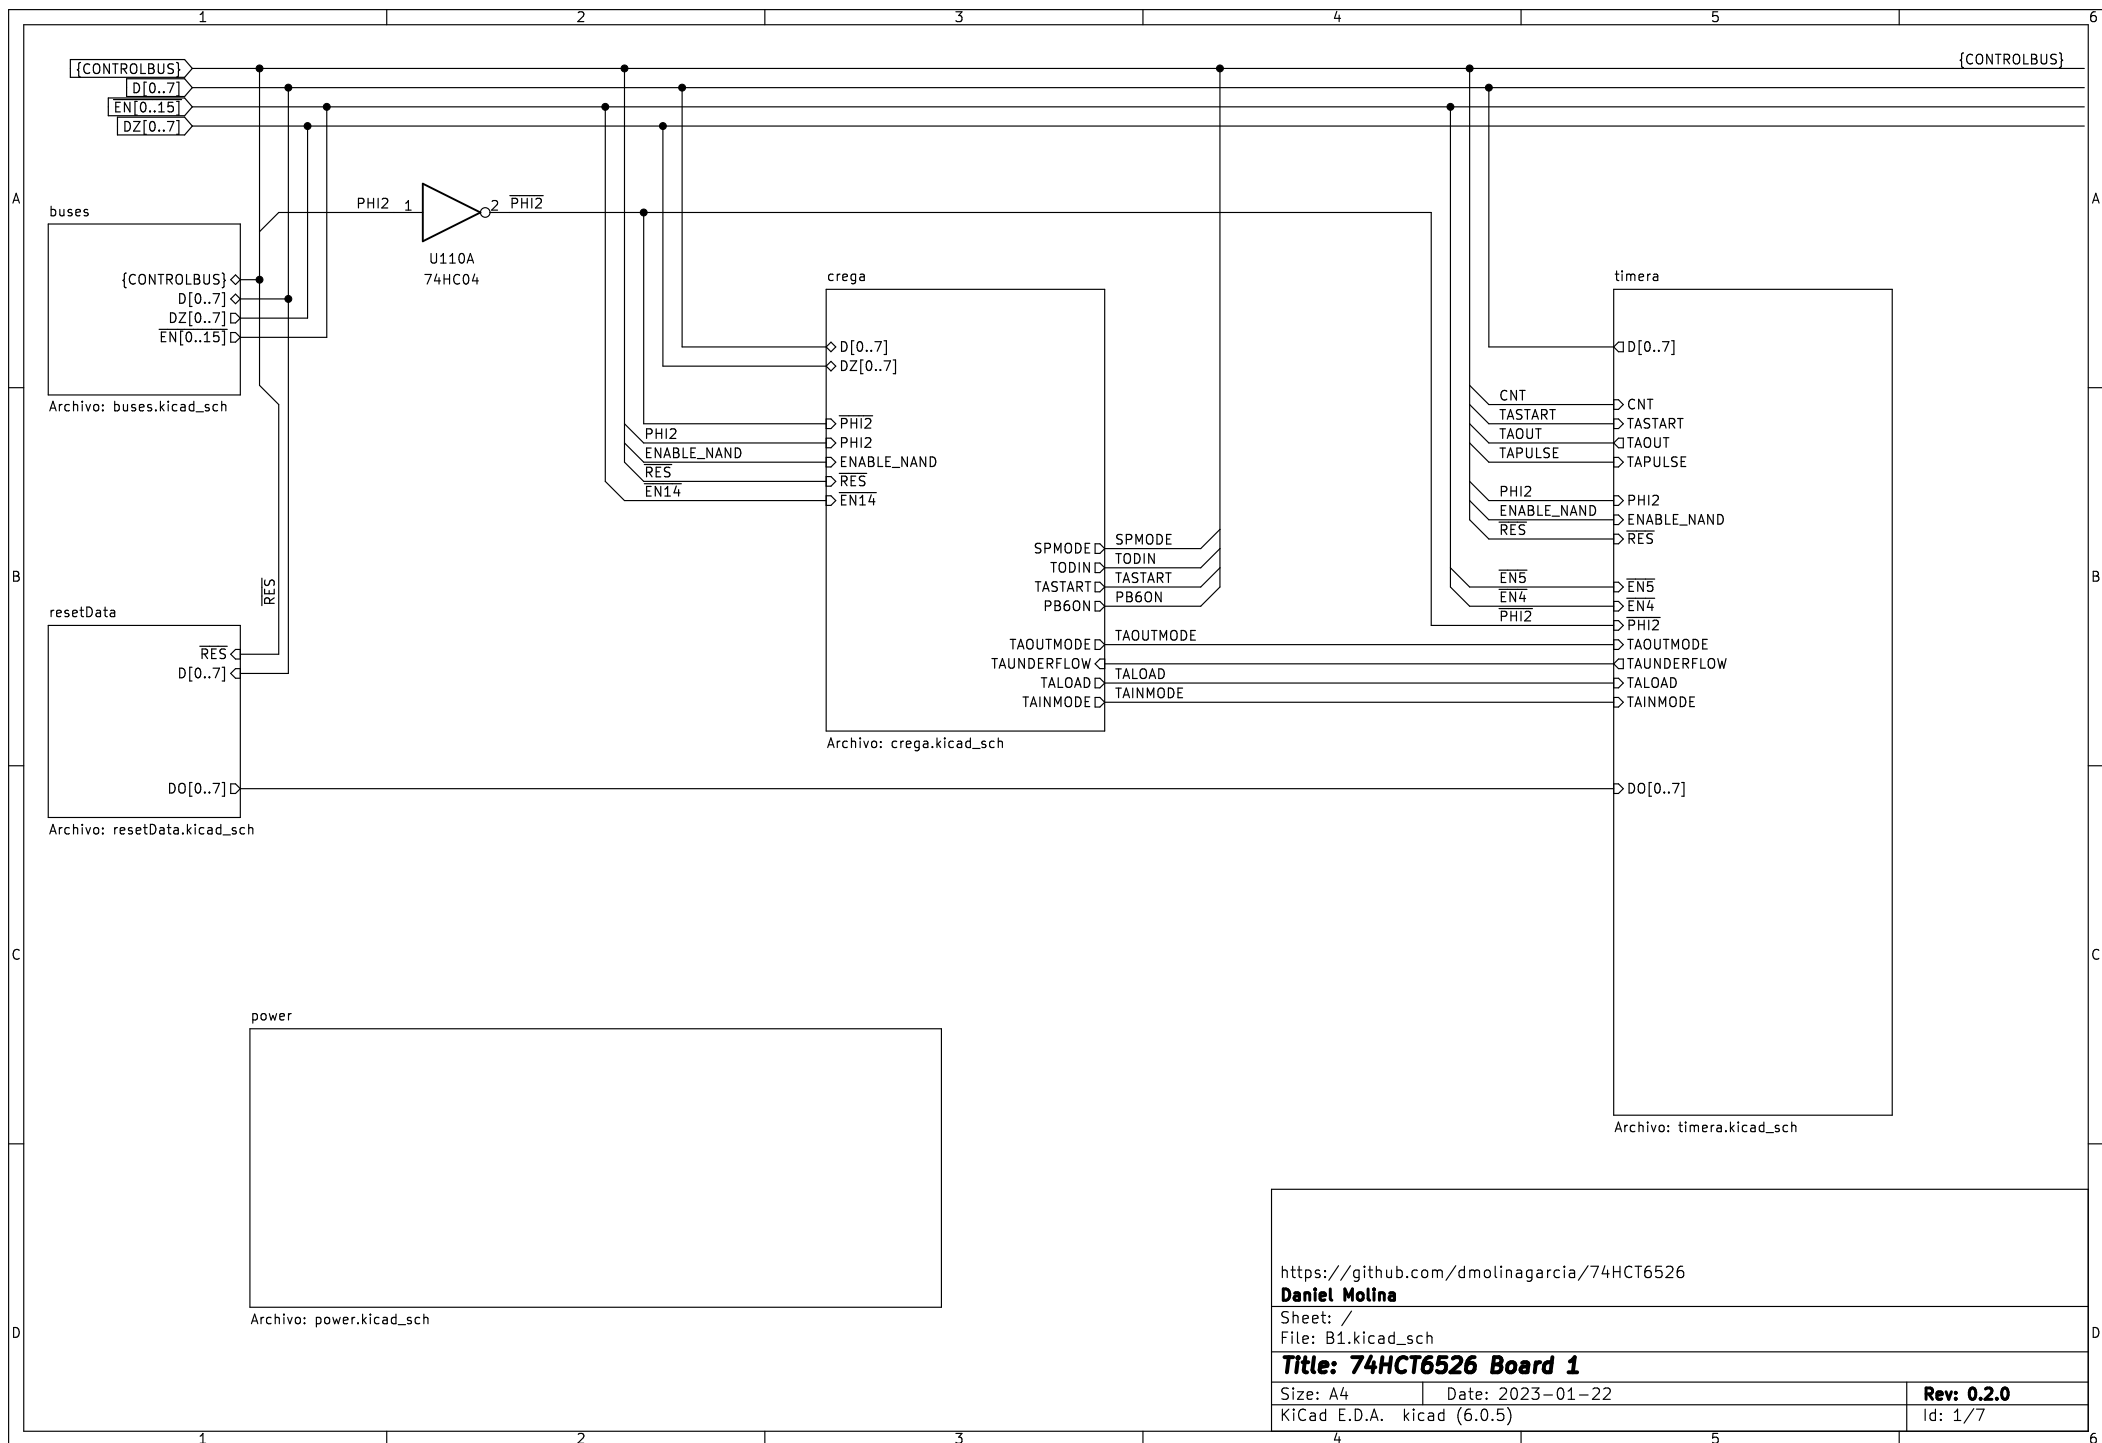 1 2 3 4 5 6
{CONTROLBUS} {CONTROLBUS}
D[0..7]
EN[0..15]
DZ[0..7]
A A
PHI2 1 2 PHI2
buses
U110A
74HC04
{CONTROLBUS}
D[0..7]
DZ[0..7]
EN[0..15]
Archivo: buses.kicad_sch
crega
D[0..7]
DZ[0..7]
PHI2
PHI2 PHI2
ENABLE_NAND ENABLE_NAND
RES RES
EN14 EN14
SPMODE SPMODE
TODIN TODIN
TASTART TASTART
PB6ON PB6ON
TAOUTMODE TAOUTMODE
TAUNDERFLOW
TALOAD TALOAD
TAINMODE TAINMODE
Archivo: crega.kicad_sch
timera
D[0..7]
CNT CNT
TASTART TASTART
TAOUT TAOUT
TAPULSE TAPULSE
PHI2 PHI2
ENABLE_NAND ENABLE_NAND
RES RES
EN5 EN5
EN4 EN4
PHI2 PHI2
TAOUTMODE
TAUNDERFLOW
TALOAD
TAINMODE
DO[0..7]
Archivo: timera.kicad_sch
B B
RES
resetData
RES
D[0..7]
DO[0..7]
Archivo: resetData.kicad_sch
C C
power
Archivo: power.kicad_sch
D D
https://github.com/dmolinagarcia/74HCT6526
Daniel Molina
Sheet: /
File: B1.kicad_sch
Title: 74HCT6526 Board 1
Size: A4 Date: 2023-01-22 Rev: 0.2.0
KiCad E.D.A. kicad (6.0.5) Id: 1/7
1 2 3 4 5 6